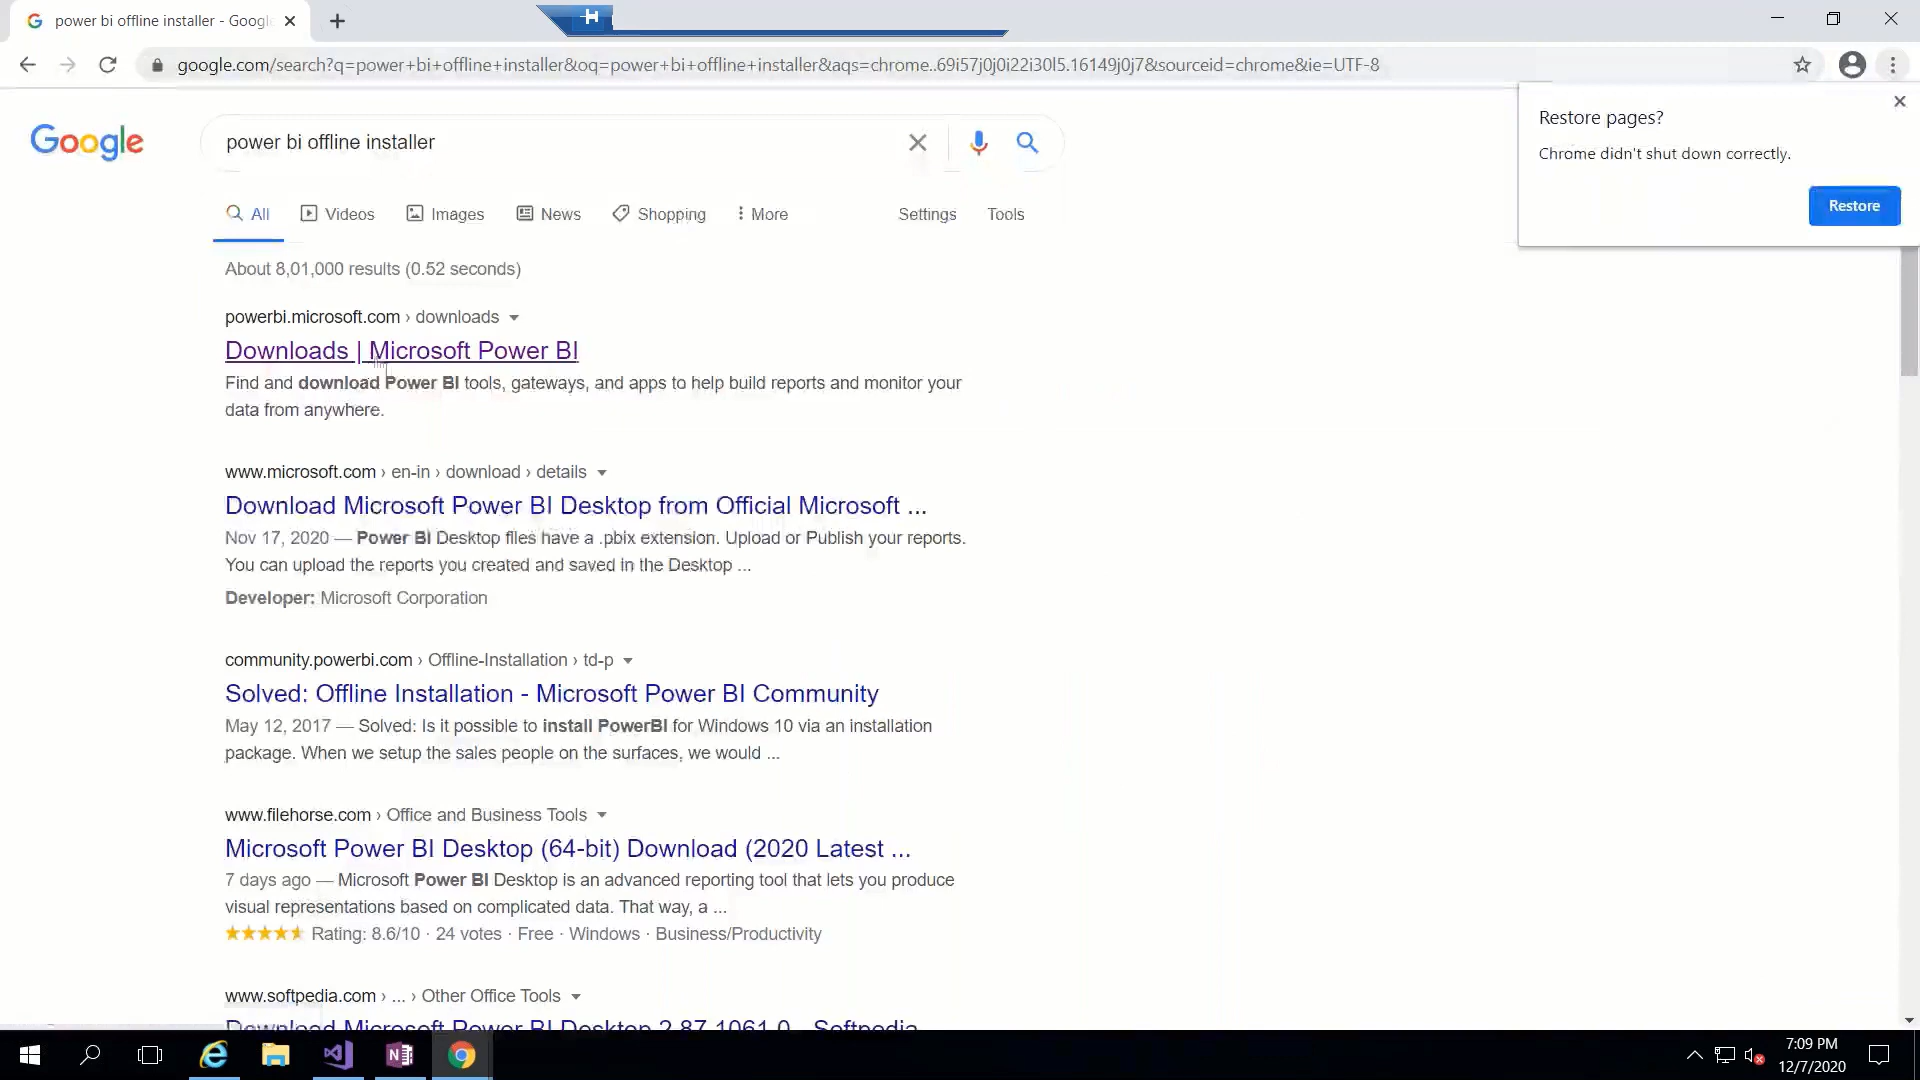 power bi offline installer - Google
google.com/search?q=power+bi+offline+installer&oq=power+bi+offline+installer&aqs=chrome..69i57j0j0i22i30l5.16149j0j7&sourceid=chrome&ie=UTF-8
Restore pages?
Chrome didn't shut down correctly.
Restore
Google
power bi offline installer
All Videos Images News Shopping More Settings Tools
About 8,01,000 results (0.52 seconds)
powerbi.microsoft.com › downloads
Downloads | Microsoft Power BI
Find and download Power BI tools, gateways, and apps to help build reports and monitor your
data from anywhere.
www.microsoft.com › en-in › download › details
Download Microsoft Power BI Desktop from Official Microsoft ...
Nov 17, 2020 — Power BI Desktop files have a .pbix extension. Upload or Publish your reports.
You can upload the reports you created and saved in the Desktop ...
Developer: Microsoft Corporation
community.powerbi.com › Offline-Installation › td-p
Solved: Offline Installation - Microsoft Power BI Community
May 12, 2017 — Solved: Is it possible to install PowerBI for Windows 10 via an installation
package. When we setup the sales people on the surfaces, we would ...
www.filehorse.com › Office and Business Tools
Microsoft Power BI Desktop (64-bit) Download (2020 Latest ...
7 days ago — Microsoft Power BI Desktop is an advanced reporting tool that lets you produce
visual representations based on complicated data. That way, a ...
Rating: 8.6/10 · 24 votes · Free · Windows · Business/Productivity
www.softpedia.com › ... › Other Office Tools
Download Microsoft Power BI Desktop 2.87.1061.0 - Softpedia
7:09 PM
12/7/2020